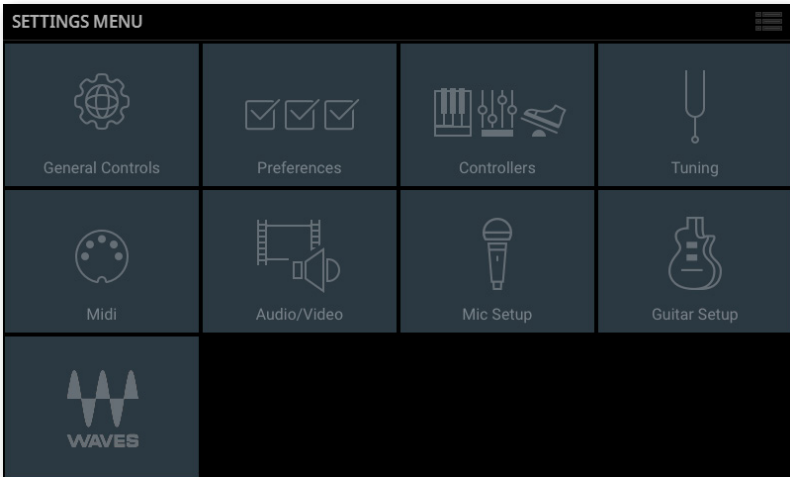 SETTINGS MENU
General Controls
Preferences
Controllers
Tuning
Midi
Audio/Video
Mic Setup
Guitar Setup
WAVES